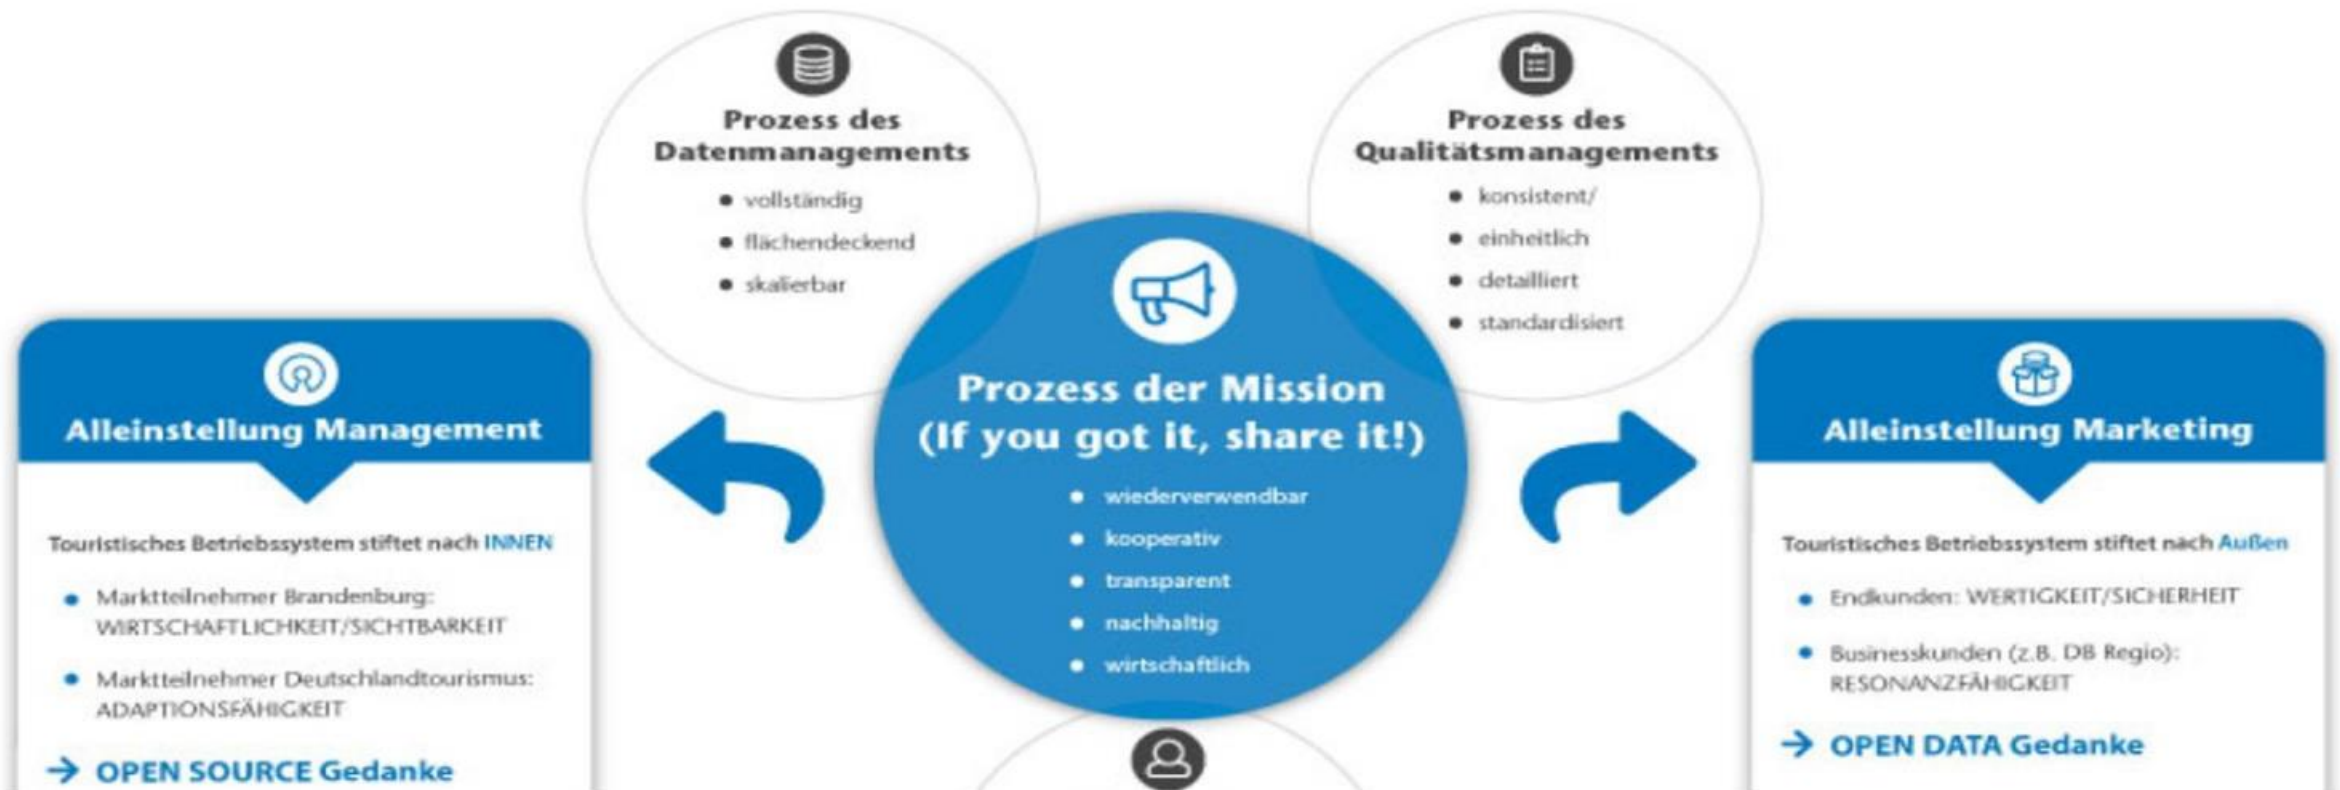 Prozess des
Datenmanagements
• vollständig
• flächendeckend
• skalierbar
Prozess des
Qualitätsmanagements
• konsistent/
• einheitlich
• detailliert
• standardisiert
Prozess der Mission
(If you got it, share it!)
• wiederverwendbar
• kooperativ
• transparent
• nachhaltig
• wirtschaftlich
Alleinstellung Management
Touristisches Betriebssystem stiftet nach INNEN
• Marktteilnehmer Brandenburg:
WIRTSCHAFTLICHKEIT/SICHTBARKEIT
• Marktteilnehmer Deutschlandtourismus:
ADAPTIONSFÄHIGKEIT
→ OPEN SOURCE Gedanke
Alleinstellung Marketing
Touristisches Betriebssystem stiftet nach Außen
• Endkunden: WERTIGKEIT/SICHERHEIT
• Businesskunden (z.B. DB Regio):
RESONANZFÄHIGKEIT
→ OPEN DATA Gedanke